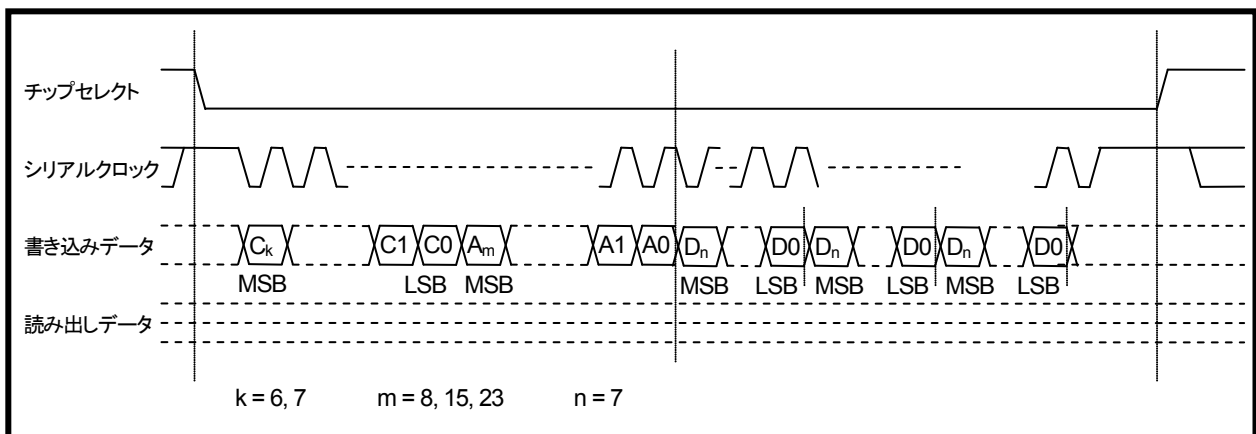 チップセレクト
シリアルクロック
書き込みデータ Ck C1 C0 Am A1 A0 Dn D0 Dn D0 Dn D0
MSB LSB MSB MSB LSB MSB LSB MSB LSB
読み出しデータ
k = 6, 7 m = 8, 15, 23 n = 7